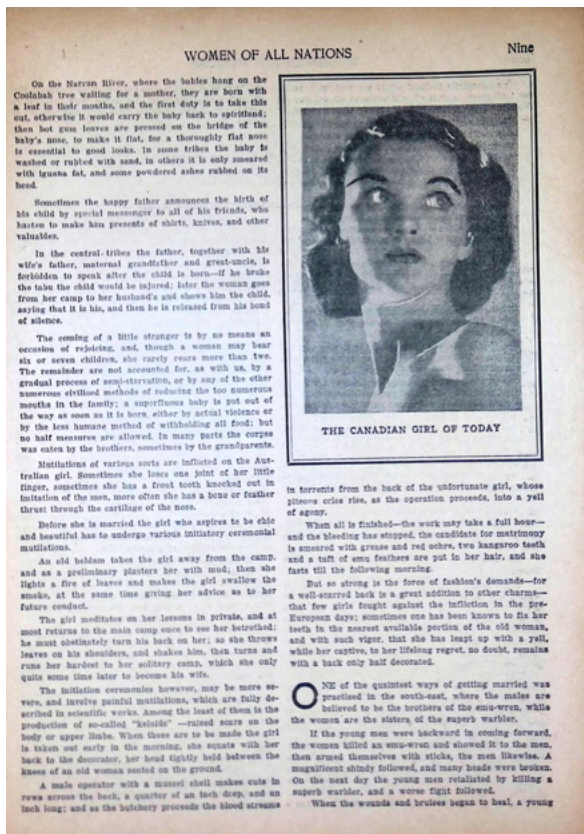 WOMEN OF ALL NATIONS
Nine
On the Narran River, where the babies hang on the
Coolabah tree waiting for a mother, they are born with
a leaf in their mouths, and the first duty is to take this
out, otherwise it would carry the baby back to spiritland;
then hot gum leaves are pressed on the bridge of the
baby's nose, to make it flat, for a thoroughly flat nose
is essential to good looks. In some tribes the baby is
washed or rubbed with sand, in others it is only smeared
with iguana fat, and some powdered ashes rubbed on its
head.
Sometimes the happy father announces the birth of
his child by special messenger to all of his friends, who
hasten to make him presents of shirts, knives, and other
valuables.
In the central tribes the father, together with his
wife's father, maternal grandfather and great-uncle, is
forbidden to speak after the child is born—if he broke
the tabu the child would be injured; later the woman goes
from her camp to her husband's and shows him the child,
saying that it is his, and then he is released from his bond
of silence.
The coming of a little stranger is by no means an
occasion of rejoicing, and, though a woman may bear
six or seven children, she rarely rears more than two.
The remainder are not accounted for, as with us, by a
gradual process of semi-starvation, or by any of the other
numerous civilised methods of reducing the too numerous
mouths in the family; a superfluous baby is put out of
the way as soon as it is born, either by actual violence or
by the less humane method of withholding all food; but
no half measures are allowed. In many parts the corpse
was eaten by the brothers, sometimes by the grandparents.
Mutilations of various sorts are inflicted on the Aus-
tralian girl. Sometimes she loses one joint of her little
finger, sometimes she has a front tooth knocked out in
imitation of the men, more often she has a bone or feather
thrust through the cartilage of the nose.
Before she is married the girl who aspires to be chic
and beautiful has to undergo various initiatory ceremonial
mutilations.
An old beldam takes the girl away from the camp,
and as a preliminary plasters her with mud; then she
lights a fire of leaves and makes the girl swallow the
smoke, at the same time giving her advice as to her
future conduct.
The girl meditates on her lessons in private, and at
most returns to the main camp once to see her betrothed;
he must obstinately turn his back on her; so she throws
leaves on his shoulders, and shakes him, then turns and
runs her hardest to her solitary camp, which she only
quits some time later to become his wife.
The initiation ceremonies however, may be more se-
vere, and involve painful mutilations, which are fully de-
scribed in scientific works. Among the least of them is the
production of so-called "keloids" —raised scars on the
body or upper limbs. When these are to be made the girl
is taken out early in the morning, she squats with her
back to the decorator, her head tightly held between the
knees of an old woman seated on the ground.
A male operator with a mussel shell makes cuts in
rows across the back, a quarter of an inch deep, and an
inch long; and as the butchery proceeds the blood streams
THE CANADIAN GIRL OF TODAY
in torrents from the back of the unfortunate girl, whose
piteous cries rise, as the operation proceeds, into a yell
of agony.
When all is finished—the work may take a full hour—
and the bleeding has stopped, the candidate for matrimony
is smeared with grease and red ochre, two kangaroo teeth
and a tuft of emu feathers are put in her hair, and she
fasts till the following morning.
But so strong is the force of fashion's demands—for
a well-scarred back is a great addition to other charms—
that few girls fought against the infliction in the pre-
European days; sometimes one has been known to fix her
teeth in the nearest available portion of the old woman,
and with such vigor, that she has leapt up with a yell,
while her captive, to her lifelong regret, no doubt, remains
with a back only half decorated.
ONE of the quaintest ways of getting married was
practised in the south-east, where the males are
believed to be the brothers of the emu-wren, while
the women are the sisters of the superb warbler.
If the young men were backward in coming forward,
the women killed an emu-wren and showed it to the men,
then armed themselves with sticks, the men likewise. A
magnificent shindy followed, and many heads were broken.
On the next day the young men retaliated by killing a
superb warbler, and a worse fight followed.
When the wounds and bruises began to heal, a young